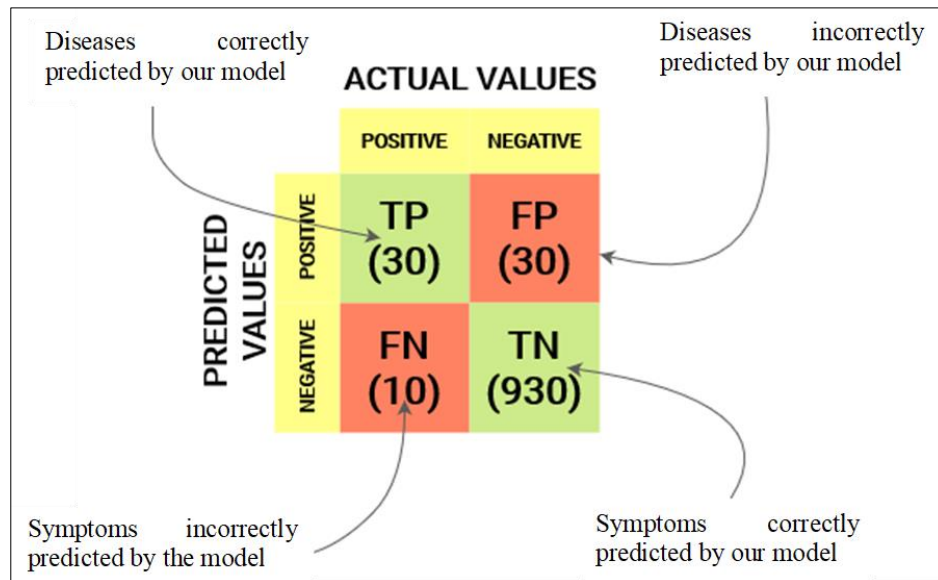 Diseases correctly
predicted by our model
Diseases incorrectly
predicted by our model
ACTUAL VALUES
POSITIVE NEGATIVE
PREDICTED
VALUES
POSITIVE
TP
(30)
FP
(30)
NEGATIVE
FN
(10)
TN
(930)
Symptoms incorrectly
predicted by the model
Symptoms correctly
predicted by our model